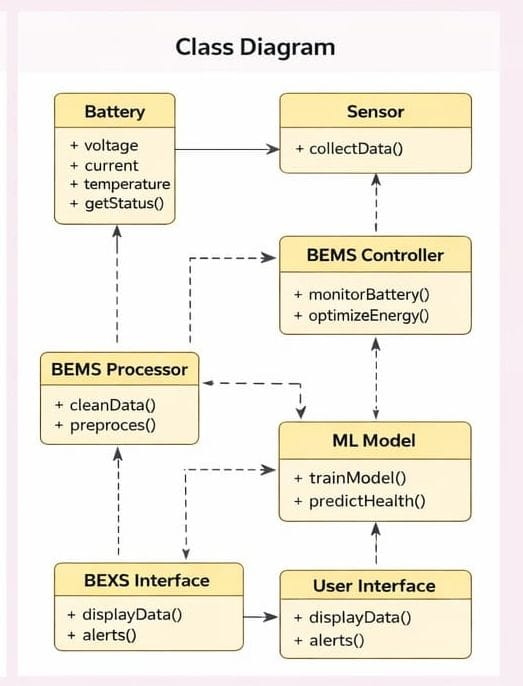 Class Diagram
Battery
+ voltage
+ current
+ temperature
+ getStatus()
Sensor
+ collectData()
BEMS Controller
+ monitorBattery()
+ optimizeEnergy()
BEMS Processor
+ cleanData()
+ preproces()
ML Model
+ trainModel()
+ predictHealth()
BEXS Interface
+ displayData()
+ alerts()
User Interface
+ displayData()
+ alerts()